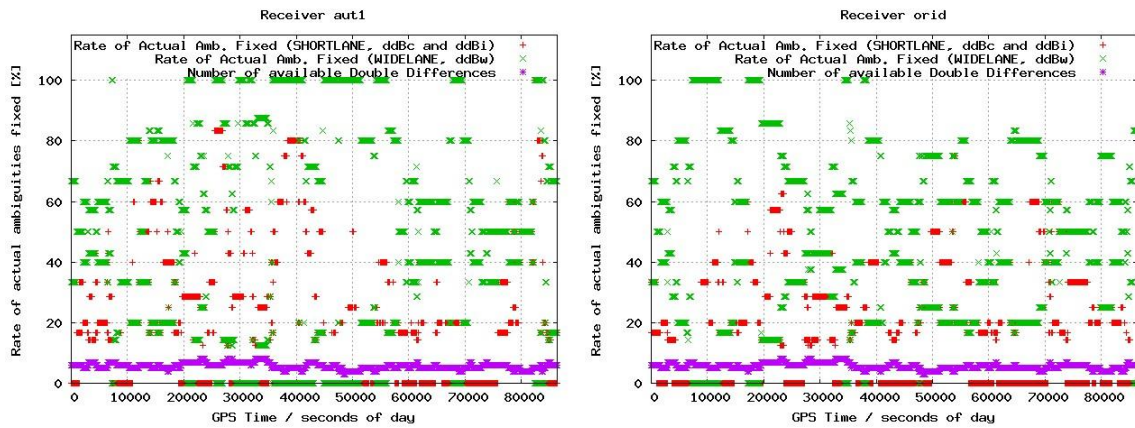 Receiver aut1
Rate of Actual Amb. Fixed (SHORTLANE, ddBc and ddBi)
Rate of Actual Amb. Fixed (WIDELANE, ddBw)
Number of available Double Differences
Rate of actual ambiguities fixed [%]
100
80
60
40
20
0
0 10000 20000 30000 40000 50000 60000 70000 80000
GPS Time / seconds of day
Receiver orid
Rate of Actual Amb. Fixed (SHORTLANE, ddBc and ddBi)
Rate of Actual Amb. Fixed (WIDELANE, ddBw)
Number of available Double Differences
Rate of actual ambiguities fixed [%]
100
80
60
40
20
0
0 10000 20000 30000 40000 50000 60000 70000 80000
GPS Time / seconds of day